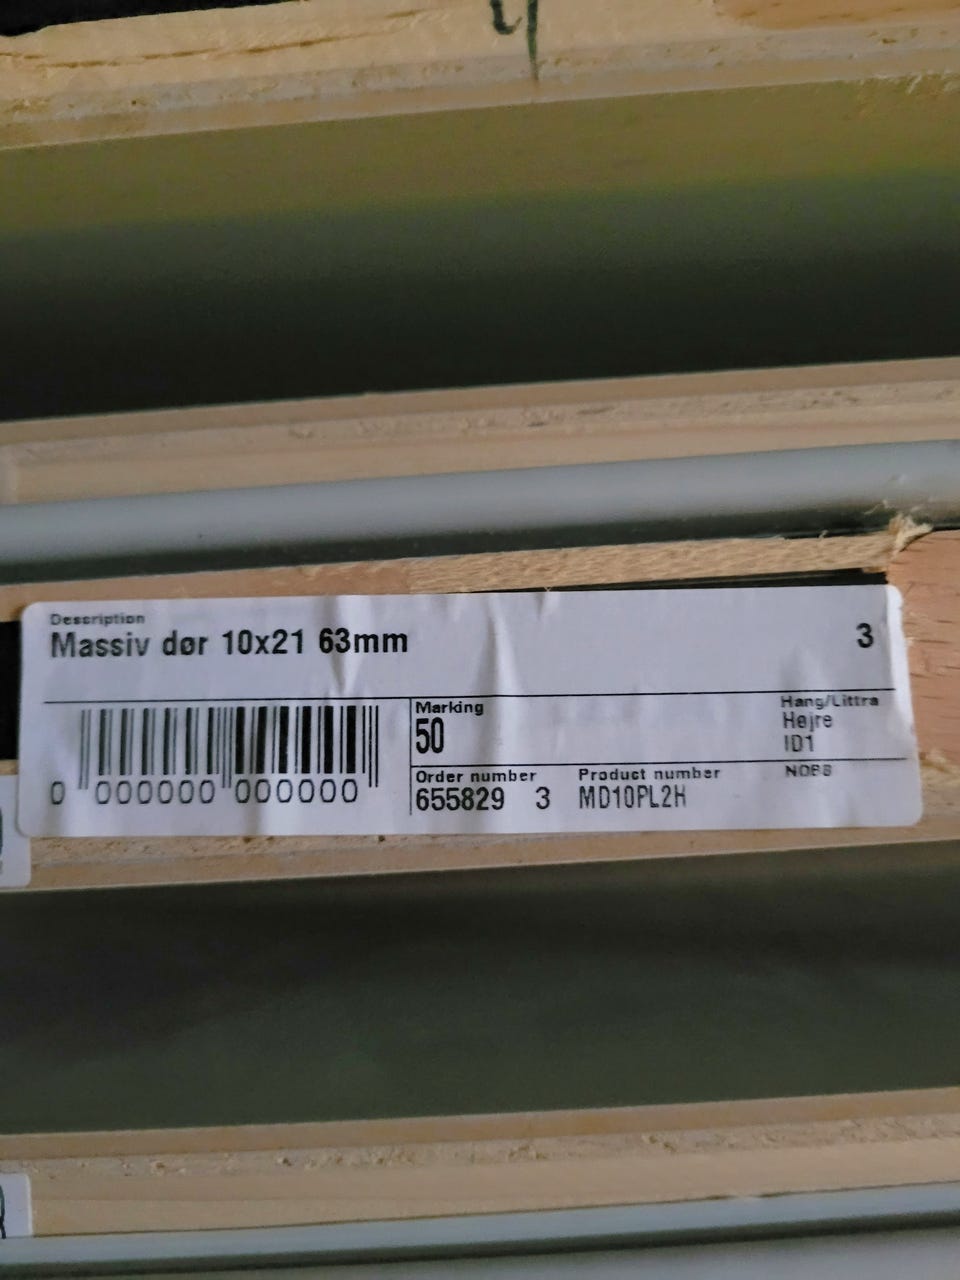 Description
Massiv dør 10x21 63mm
3
Marking
50
Hang/Littra
Højre
ID1
Order number
655829 3
Product number
MD10PL2H
NOBB
0 000000 000000